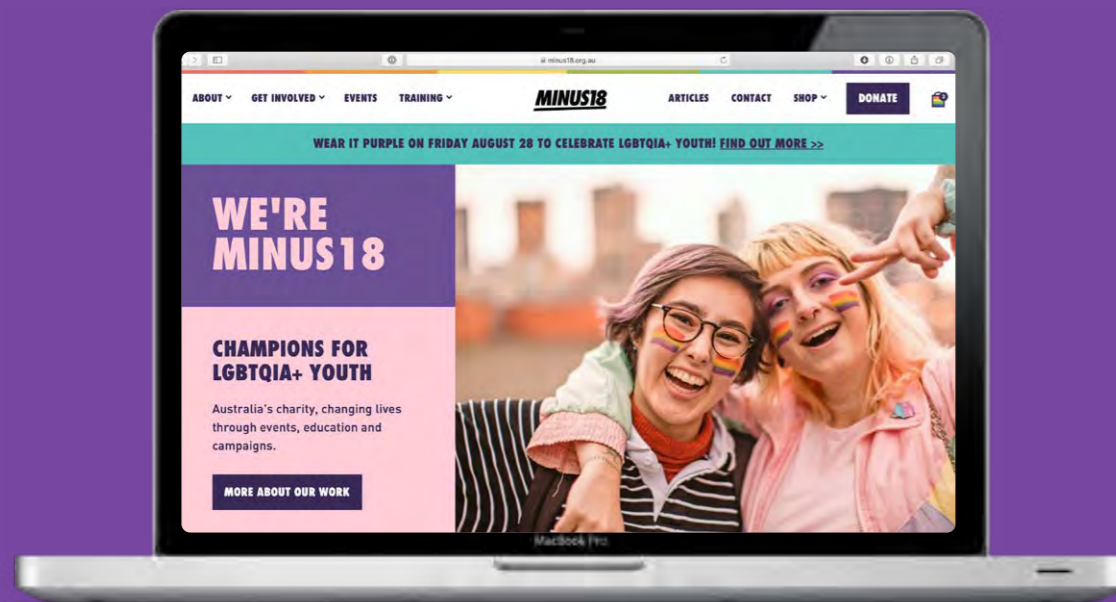 minus18.org.au
ABOUT GET INVOLVED EVENTS TRAINING MINUS18 ARTICLES CONTACT SHOP DONATE
WEAR IT PURPLE ON FRIDAY AUGUST 28 TO CELEBRATE LGBTQIA+ YOUTH! FIND OUT MORE >>
WE'RE
MINUS18
CHAMPIONS FOR
LGBTQIA+ YOUTH
Australia's charity, changing lives
through events, education and
campaigns.
MORE ABOUT OUR WORK
MacBook Pro